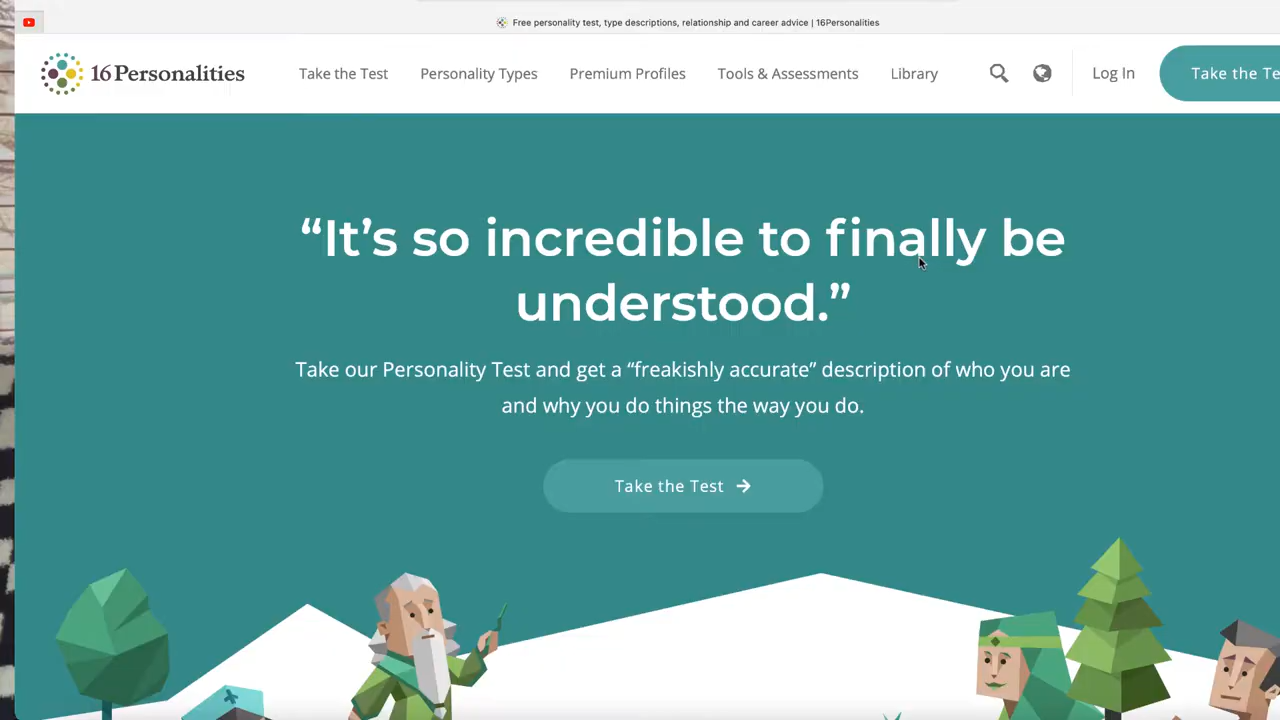 Free personality test, type descriptions, relationship and career advice | 16Personalities
16Personalities
Take the Test
Personality Types
Premium Profiles
Tools & Assessments
Library
Log In
Take the Te
“It’s so incredible to finally be
understood.”
Take our Personality Test and get a “freakishly accurate” description of who you are
and why you do things the way you do.
Take the Test